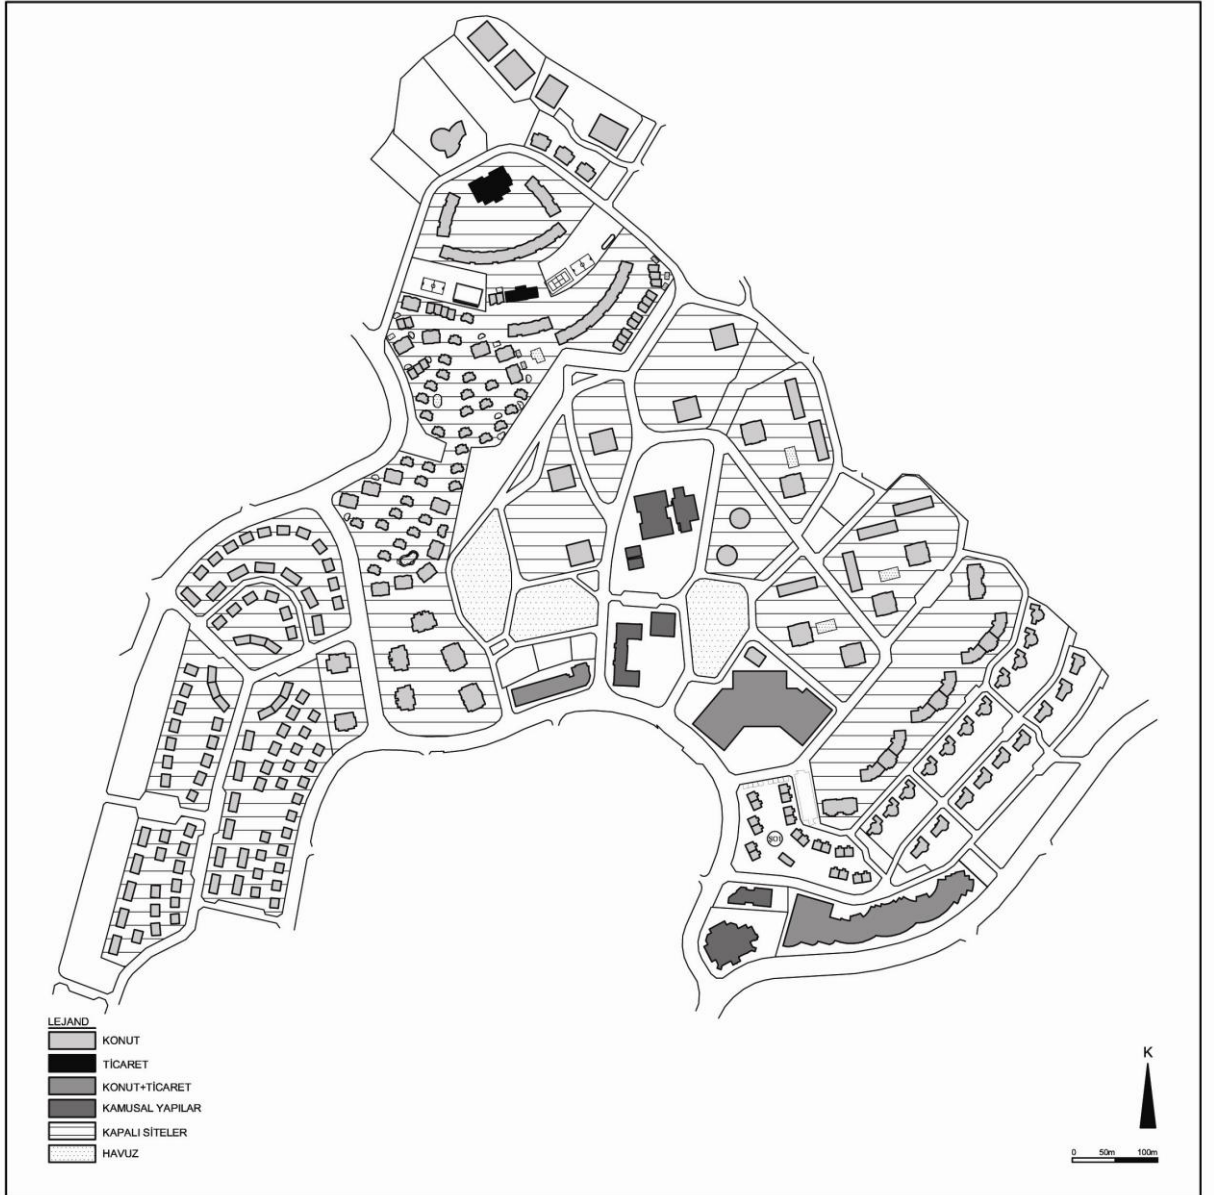 LEJAND
KONUT
TİCARET
KONUT+TİCARET
KAMUSAL YAPILAR
KAPALI SİTELER
HAVUZ
K
0 50m 100m